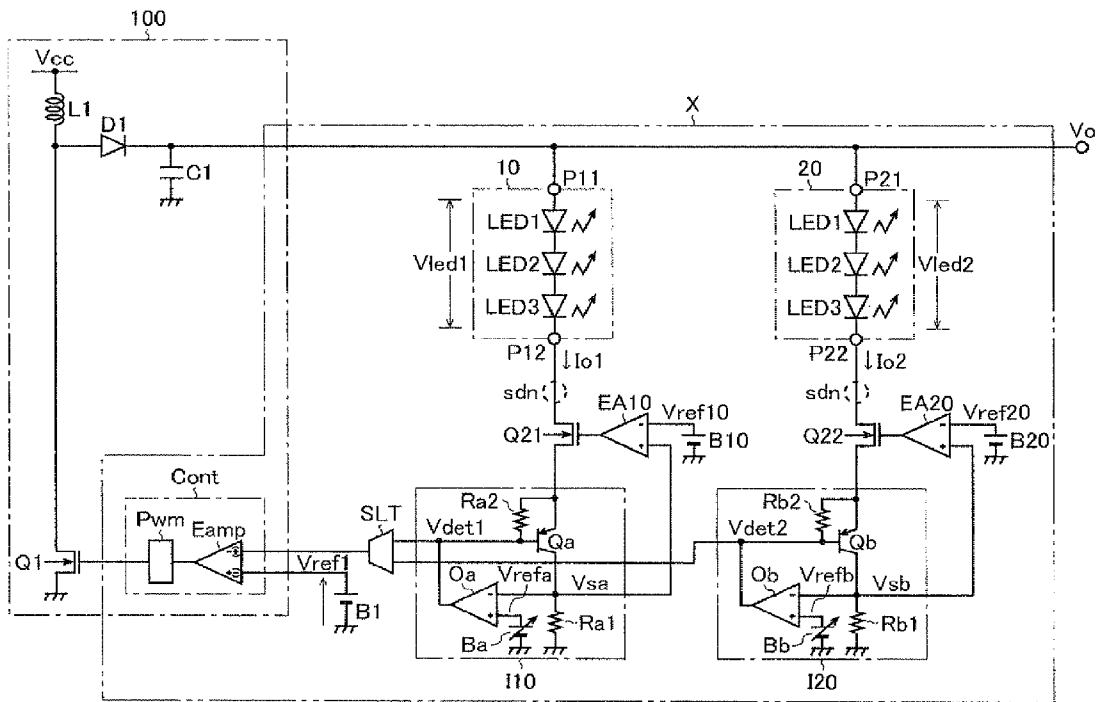 100
Vcc
L1
D1
C1
X
Vo
10
P11
LED1
LED2
LED3
Vled1
P12
Io1
sdn
EA10
Vref10
Q21
B10
20
P21
LED1
LED2
LED3
Vled2
P22
Io2
sdn
EA20
Vref20
Q22
B20
Cont
Pwm
Eamp
Q1
Vref1
B1
SLT
Ra2
Vdet1
Qa
Oa
Vrefa
Vsa
Ba
Ra1
I10
Rb2
Vdet2
Qb
Ob
Vrefb
Vsb
Bb
Rb1
I20